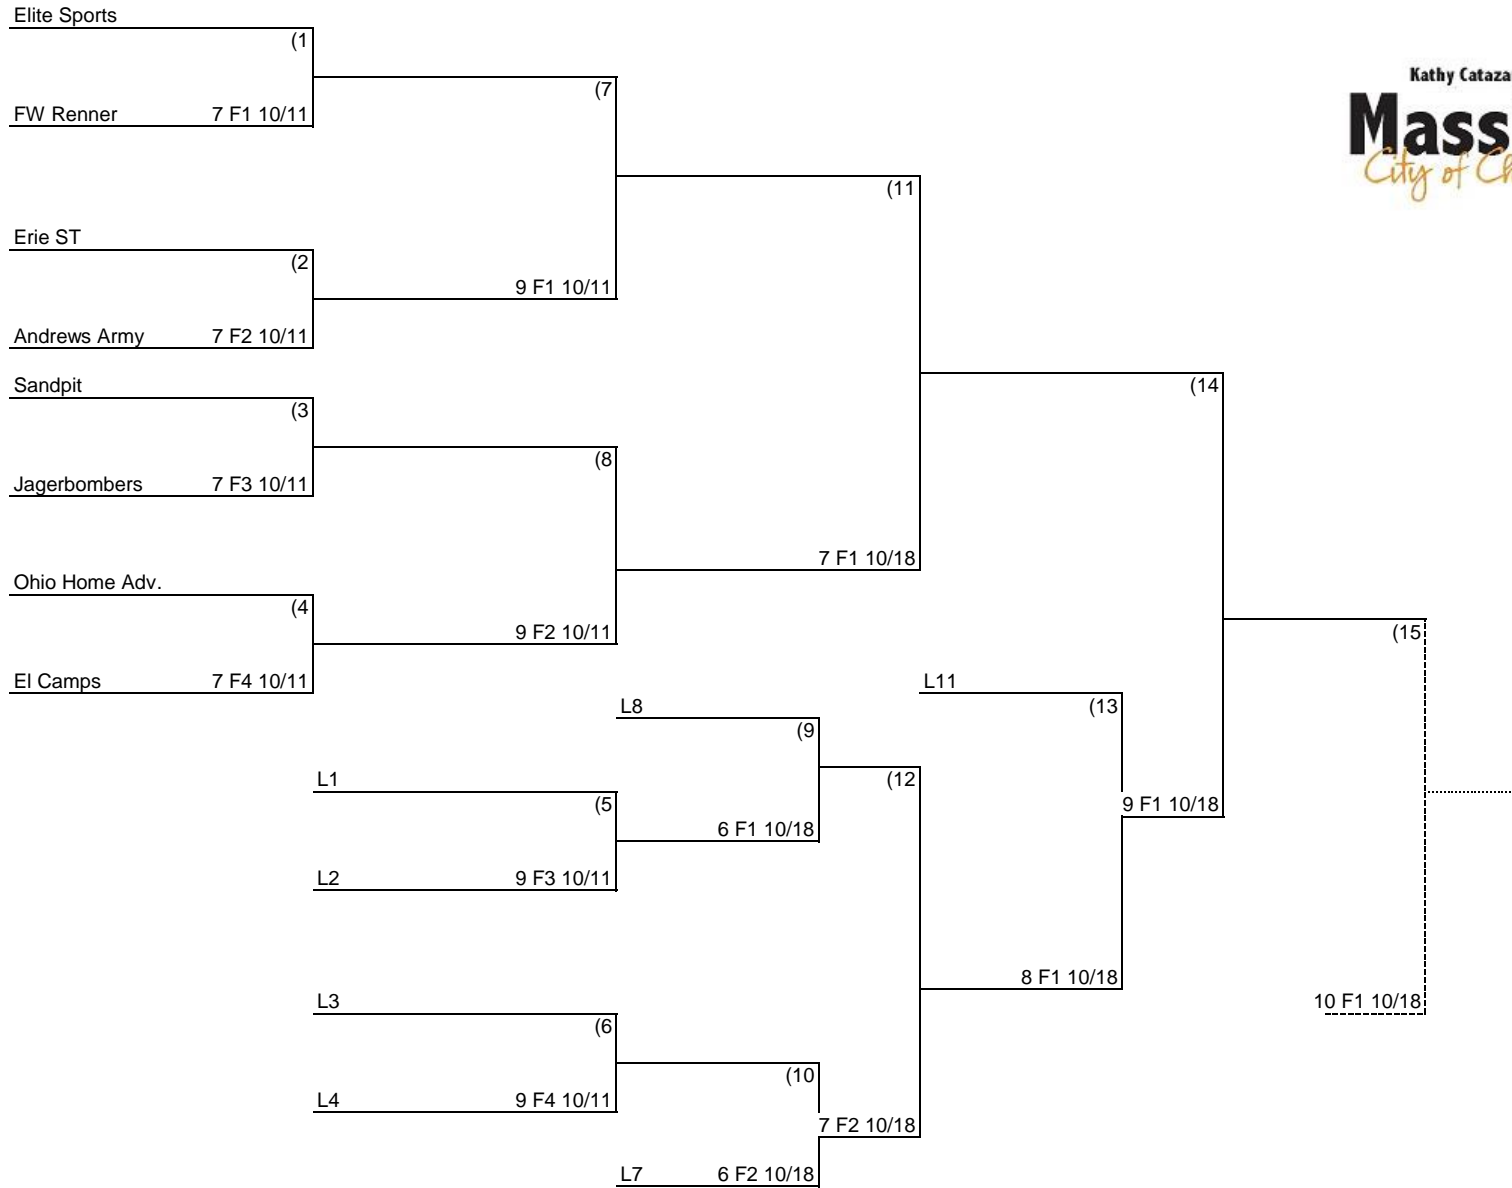 Elite Sports
(1
Kathy Cataza
(7
Mass
FW Renner 7 F1 10/11
City of Ch
(11
Erie ST
(2
9 F1 10/11
Andrews Army 7 F2 10/11
Sandpit
(14
(3
(8
Jagerbombers 7 F3 10/11
7 F1 10/18
Ohio Home Adv.
(4
9 F2 10/11
(15
El Camps 7 F4 10/11
L11
L8
(13
(9
L1
(12
(5
9 F1 10/18
6 F1 10/18
L2 9 F3 10/11
8 F1 10/18
L3
10 F1 10/18
(6
(10
L4 9 F4 10/11
7 F2 10/18
L7 6 F2 10/18